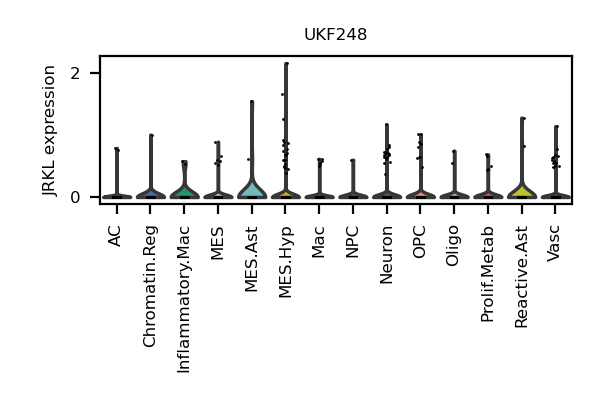 UKF248
JRKL expression
2
0
AC
Chromatin.Reg
Inflammatory.Mac
MES
MES.Ast
MES.Hyp
Mac
NPC
Neuron
OPC
Oligo
Prolif.Metab
Reactive.Ast
Vasc